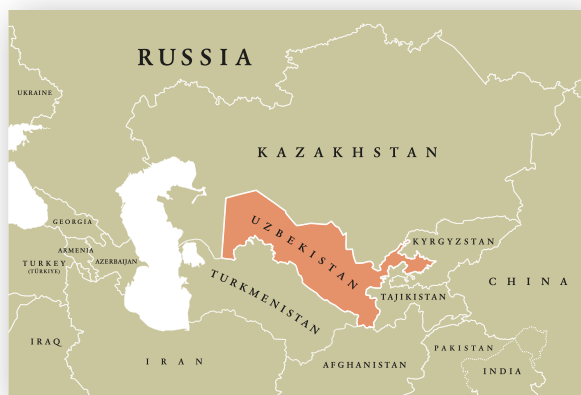 RUSSIA
UKRAINE
KAZAKHSTAN
GEORGIA
UZBEKISTAN
KYRGYZSTAN
ARMENIA
AZERBAIJAN
TURKEY
(TÜRKIYE)
CHINA
TURKMENISTAN
TAJIKISTAN
IRAQ
IRAN
AFGHANISTAN
PAKISTAN
INDIA